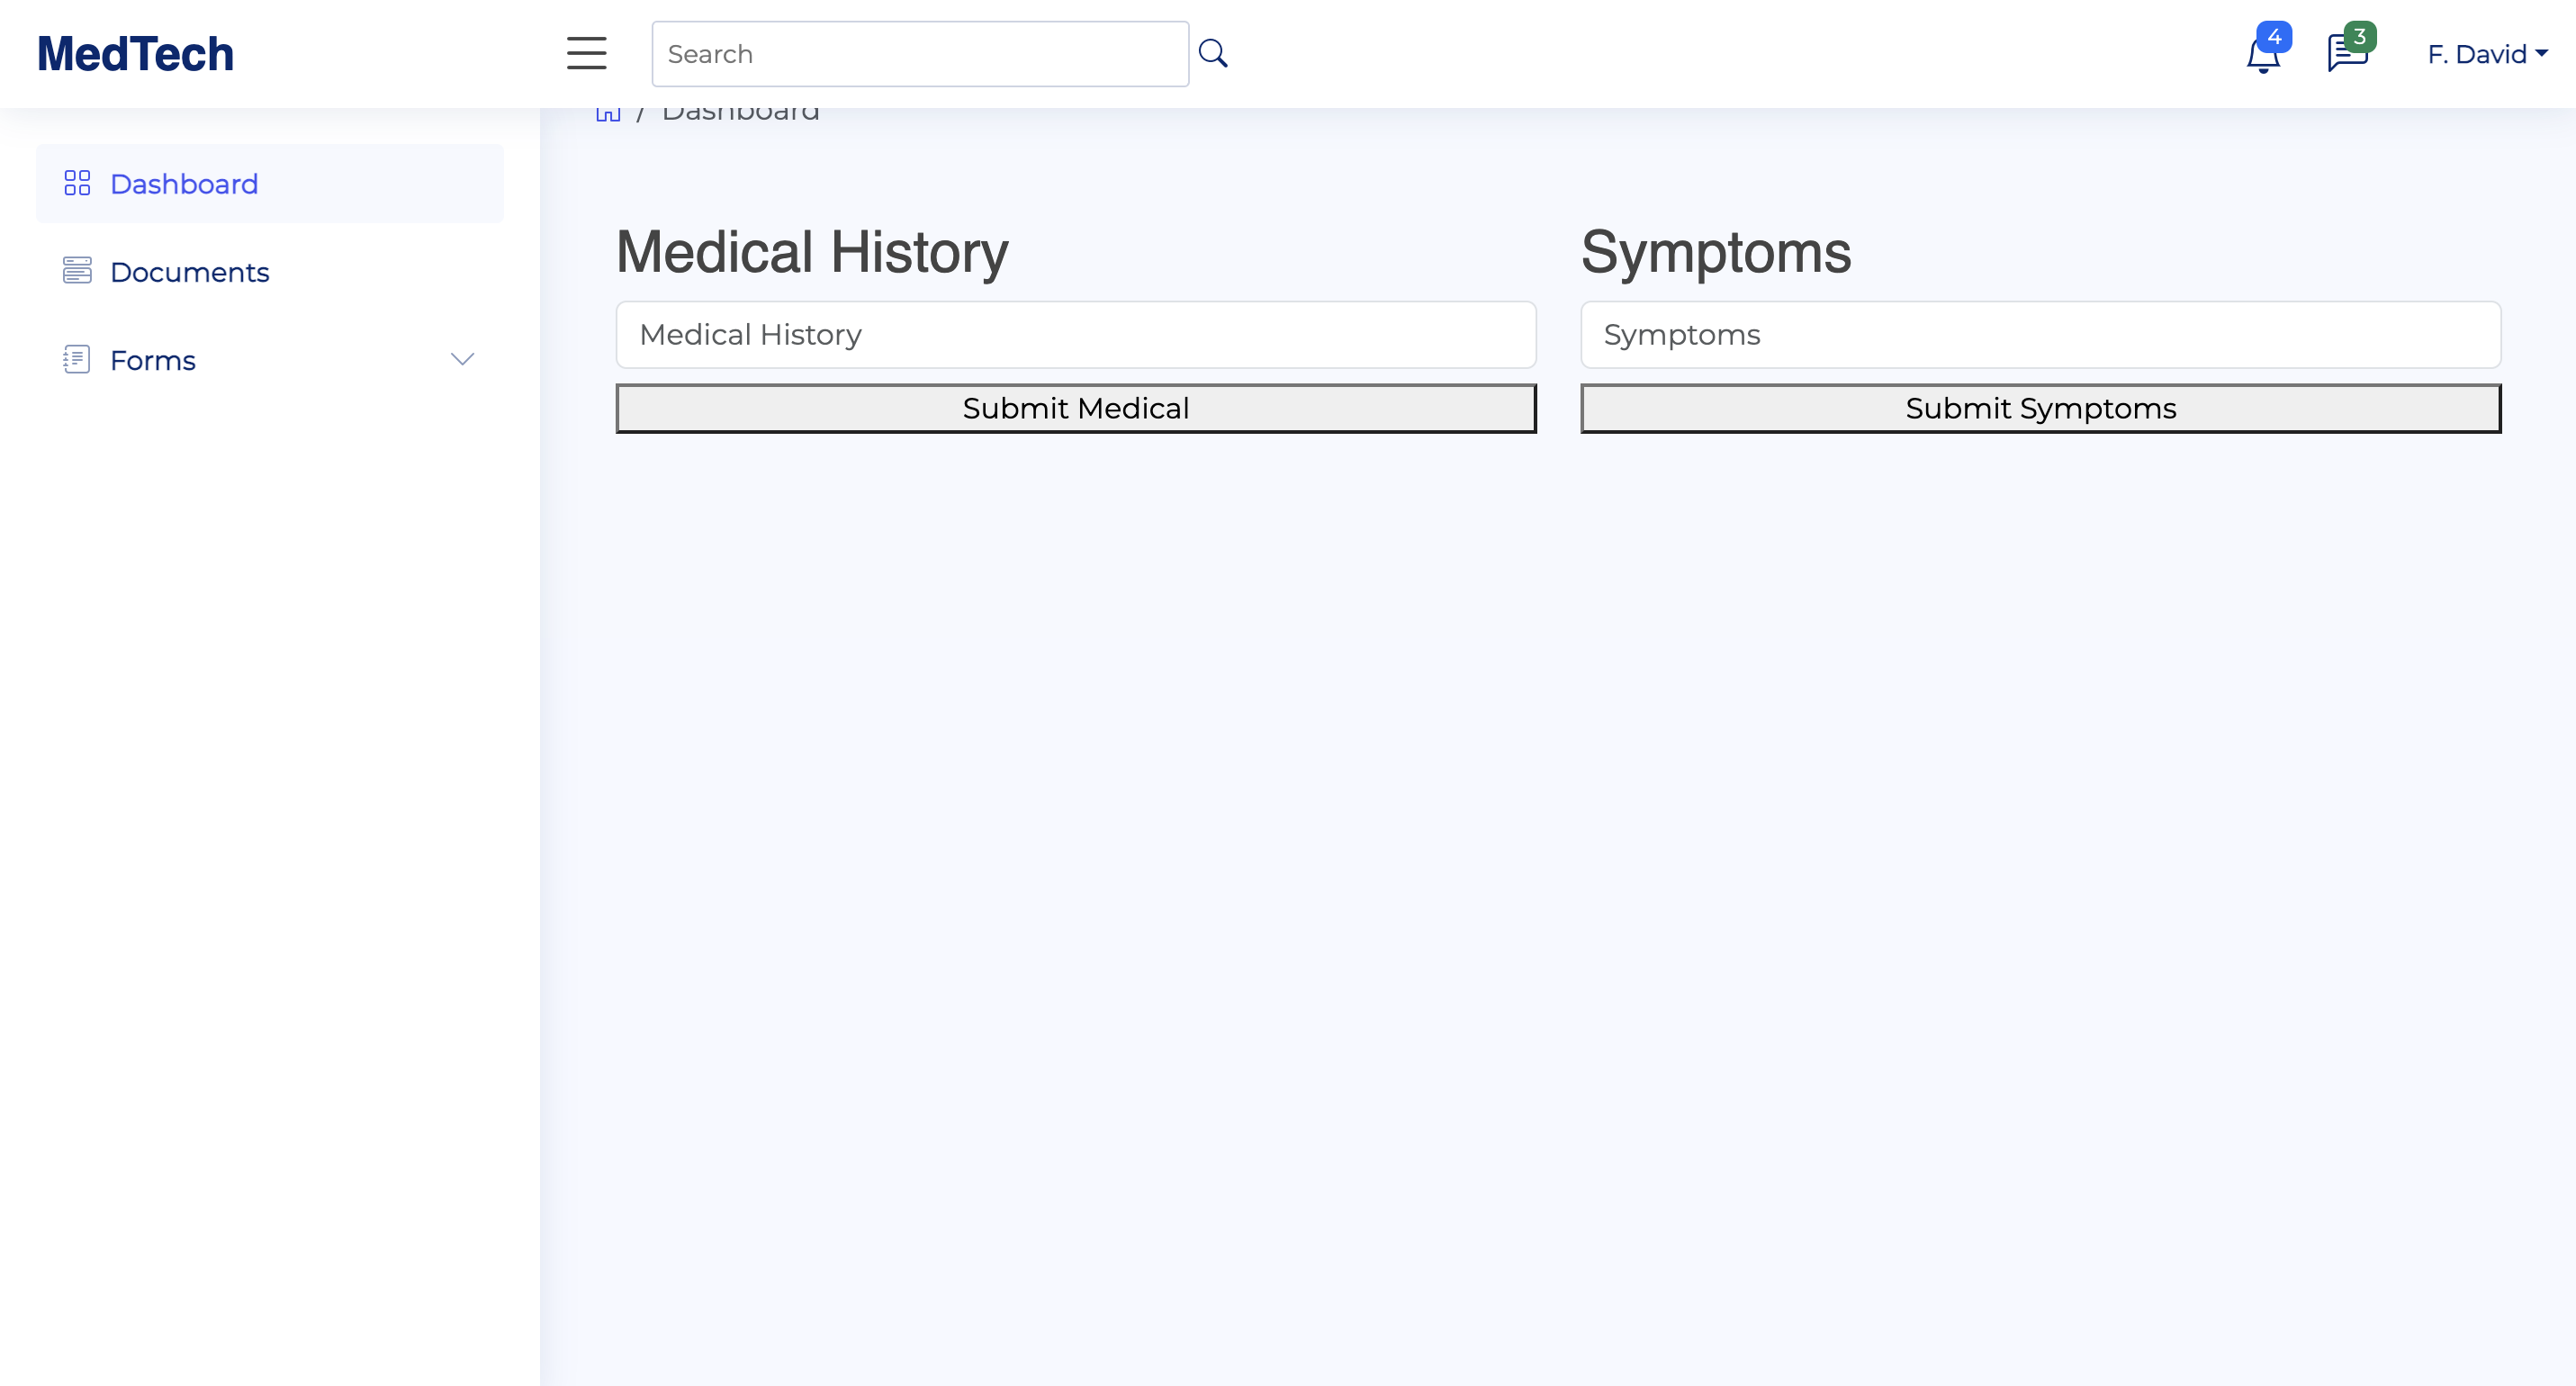 MedTech
Search
4
3
F. David
/ Dashboard
Dashboard
Documents
Forms
Medical History
Medical History
Submit Medical
Symptoms
Symptoms
Submit Symptoms